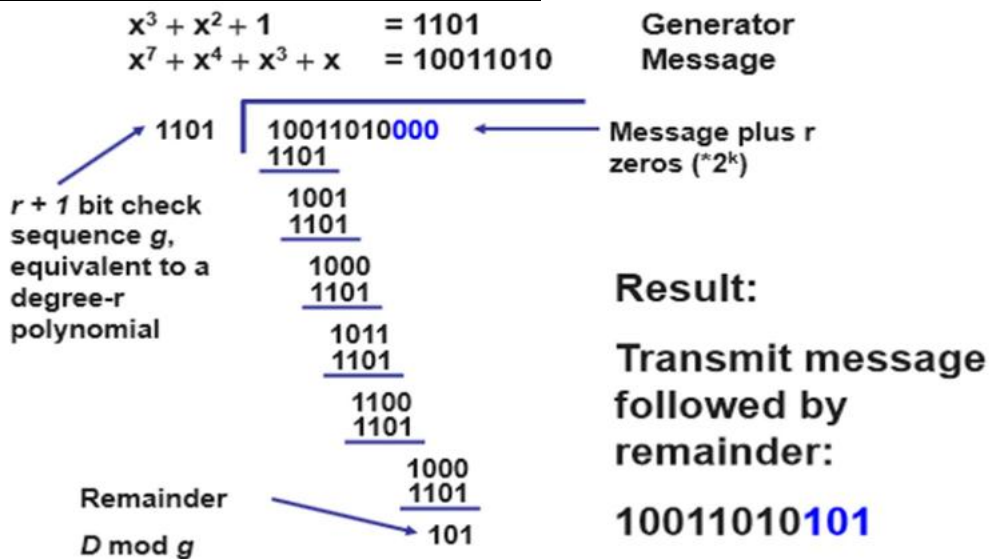 x³ + x² + 1 = 1101 Generator
x⁷ + x⁴ + x³ + x = 10011010 Message
1101 10011010000
Message plus r
zeros (*2ᵏ)
1101
r + 1 bit check
sequence g,
equivalent to a
degree-r
polynomial
1001
1101
1000
1101
1011
1101
1100
1101
1000
1101
101
Remainder
D mod g
Result:
Transmit message
followed by
remainder:
10011010101